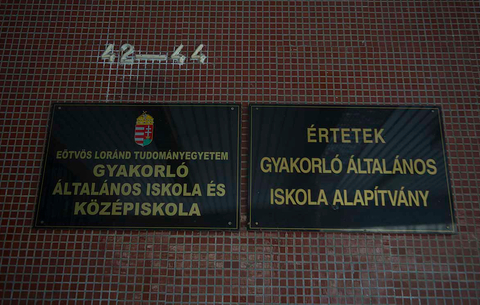 42-44
EÖTVÖS LORÁND TUDOMÁNYEGYETEM
GYAKORLÓ
ÁLTALÁNOS ISKOLA ÉS
KÖZÉPISKOLA
ÉRTETEK
GYAKORLÓ ÁLTALÁNOS
ISKOLA ALAPÍTVÁNY